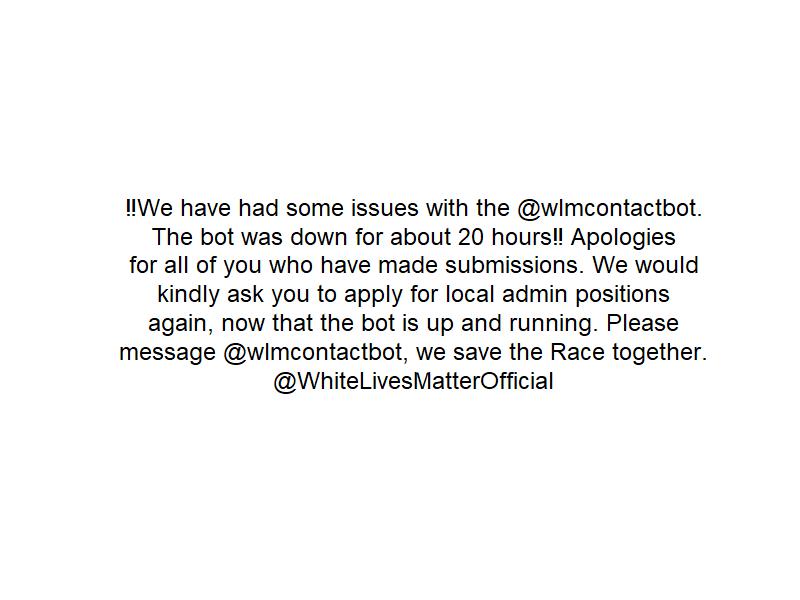 ‼We have had some issues with the @wlmcontactbot.
The bot was down for about 20 hours‼ Apologies
for all of you who have made submissions. We would
kindly ask you to apply for local admin positions
again, now that the bot is up and running. Please
message @wlmcontactbot, we save the Race together.
@WhiteLivesMatterOfficial